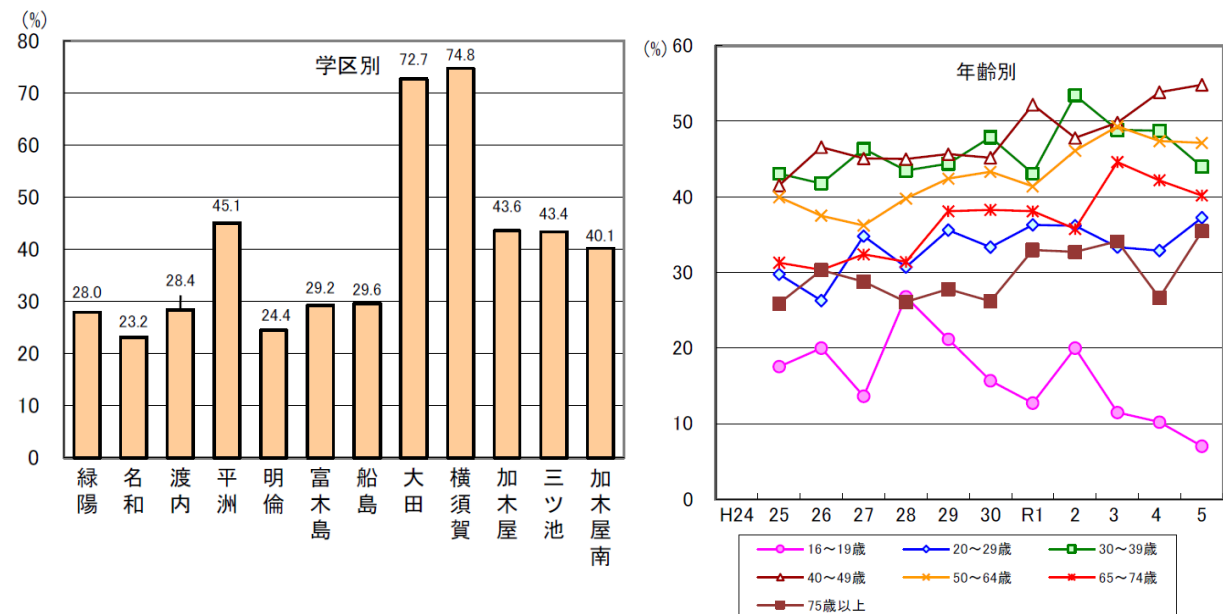 (%)
学区別
80
70
60
50
40
30
20
10
0
28.0
23.2
28.4
45.1
24.4
29.2
29.6
72.7
74.8
43.6
43.4
40.1
緑陽
名和
渡内
平洲
明倫
富木島
船島
大田
横須賀
加木屋
三ツ池
加木屋南
(%)
年齢別
60
50
40
30
20
10
0
H24 25 26 27 28 29 30 R1 2 3 4 5
16～19歳 20～29歳 30～39歳
40～49歳 50～64歳 65～74歳
75歳以上